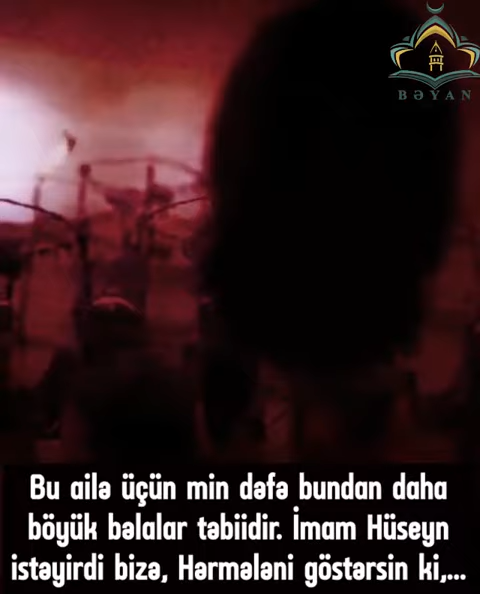 BƏYAN
Bu ailə üçün min dəfə bundan daha
böyük bəlalar təbiidir. İmam Hüseyn
istəyirdi bizə, Hərmələni göstərsin ki,...